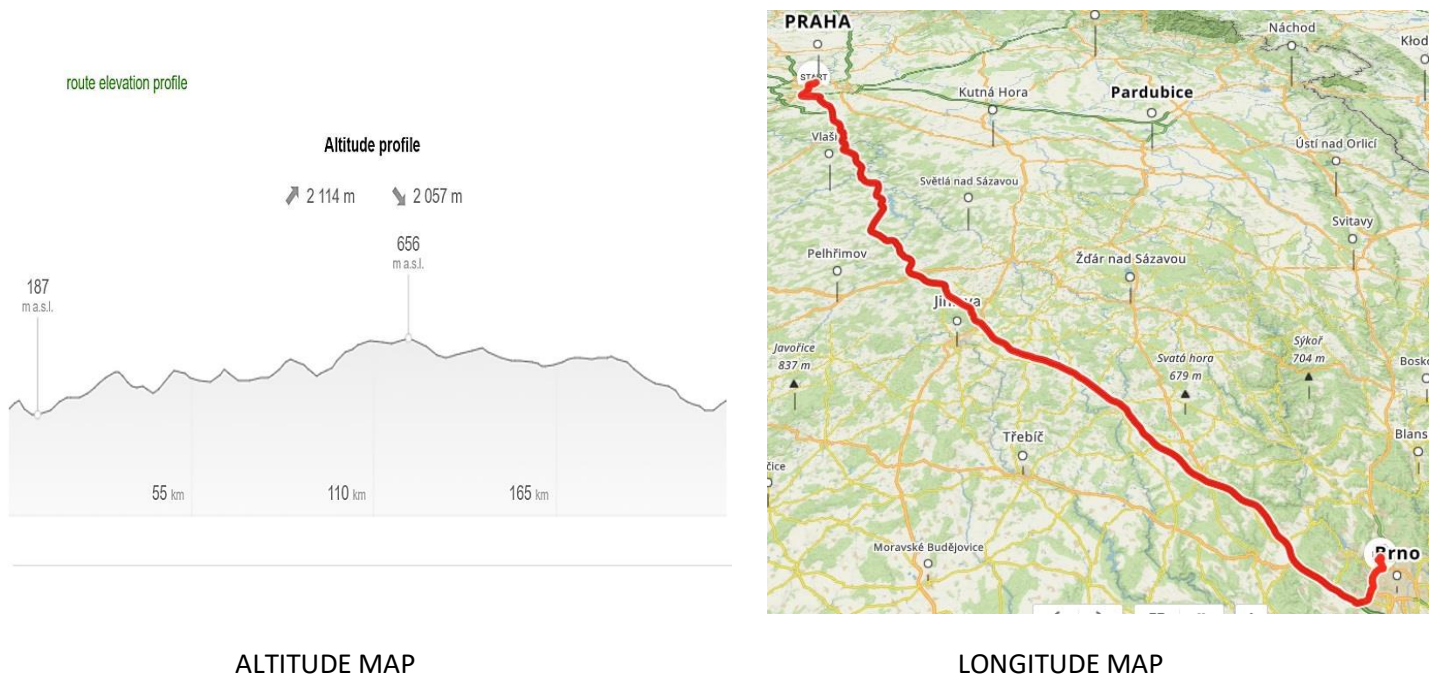 route elevation profile
Altitude profile
2 114 m
2 057 m
656
m a.s.l.
187
m a.s.l.
55 km
110 km
165 km
ALTITUDE MAP
PRAHA
START
Náchod
Kłod
Kutná Hora
Pardubice
Vlaši
Ústí nad Orlicí
Světlá nad Sázavou
Svitavy
Pelhřimov
Žďár nad Sázavou
Javořice
837 m
Svatá hora
679 m
Sýkoř
704 m
Bosko
Třebíč
Blans
čice
Moravské Budějovice
Brno
LONGITUDE MAP